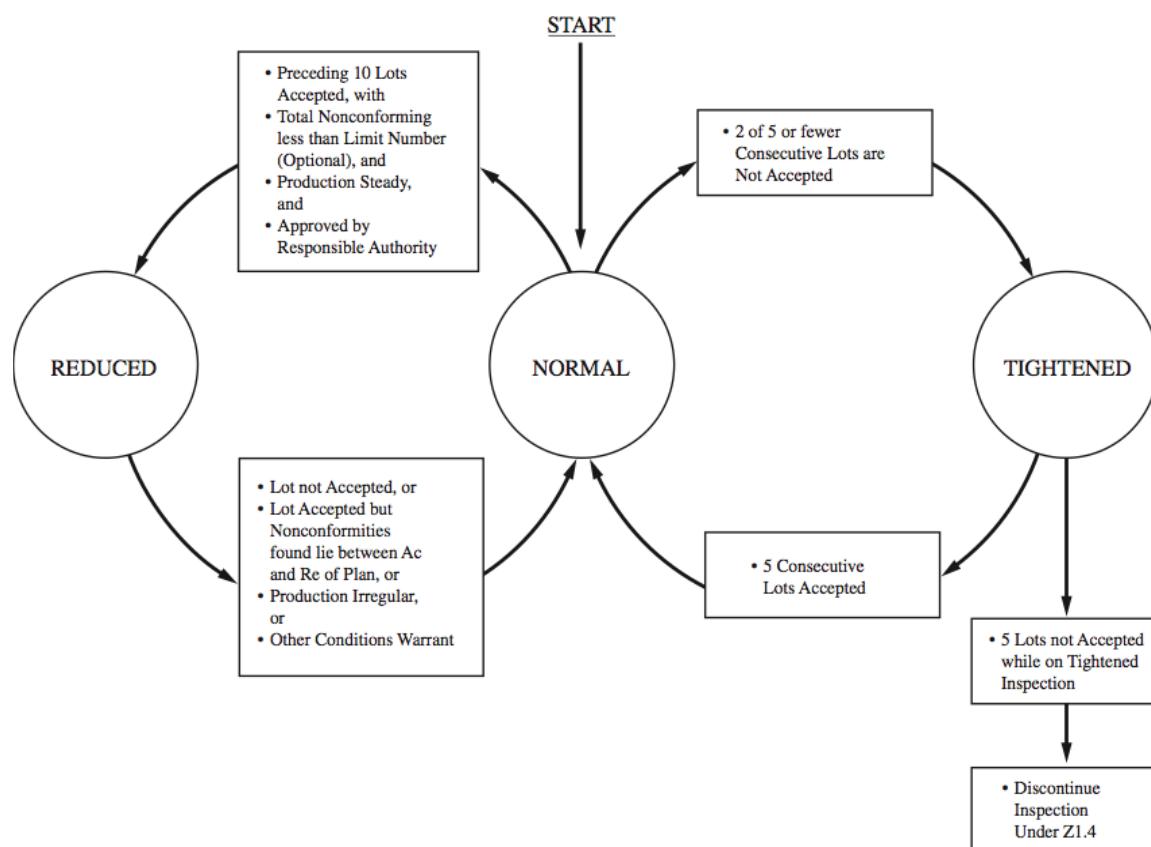 START
• Preceding 10 Lots
Accepted, with
• Total Nonconforming
less than Limit Number
(Optional), and
• Production Steady,
and
• Approved by
Responsible Authority
• 2 of 5 or fewer
Consecutive Lots are
Not Accepted
REDUCED
NORMAL
TIGHTENED
• Lot not Accepted, or
• Lot Accepted but
Nonconformities
found lie between Ac
and Re of Plan, or
• Production Irregular,
or
• Other Conditions Warrant
• 5 Consecutive
Lots Accepted
• 5 Lots not Accepted
while on Tightened
Inspection
• Discontinue
Inspection
Under Z1.4